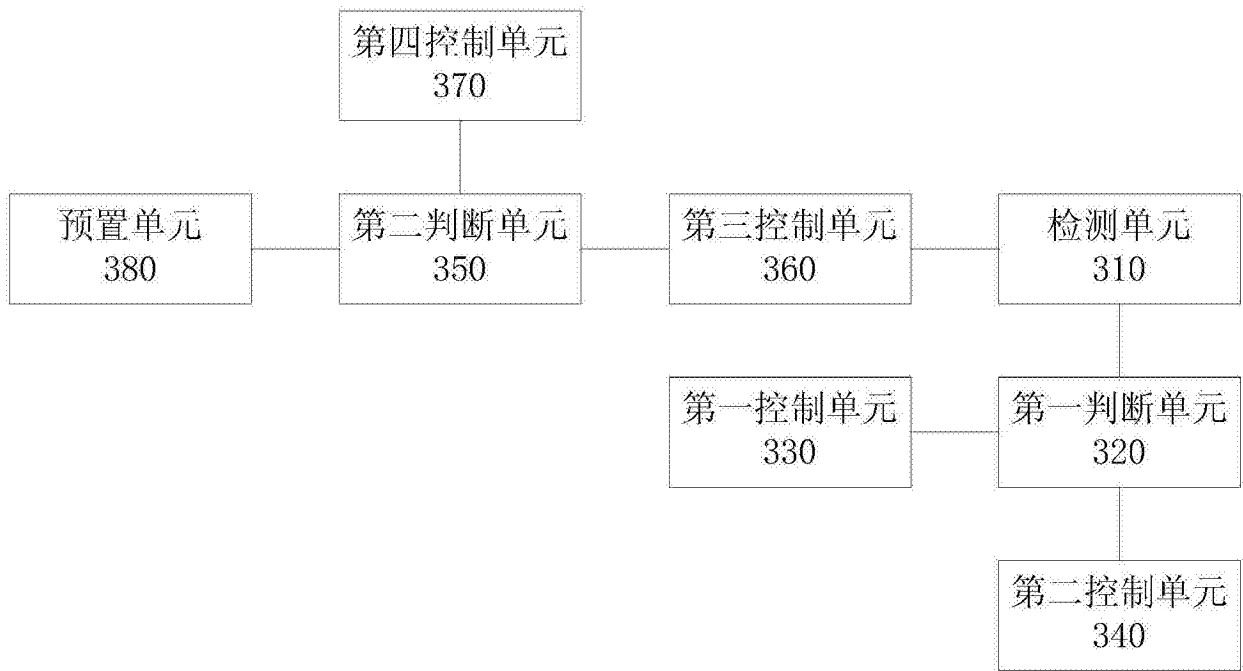 第四控制单元
370
预置单元
380
第二判断单元
350
第三控制单元
360
检测单元
310
第一控制单元
330
第一判断单元
320
第二控制单元
340